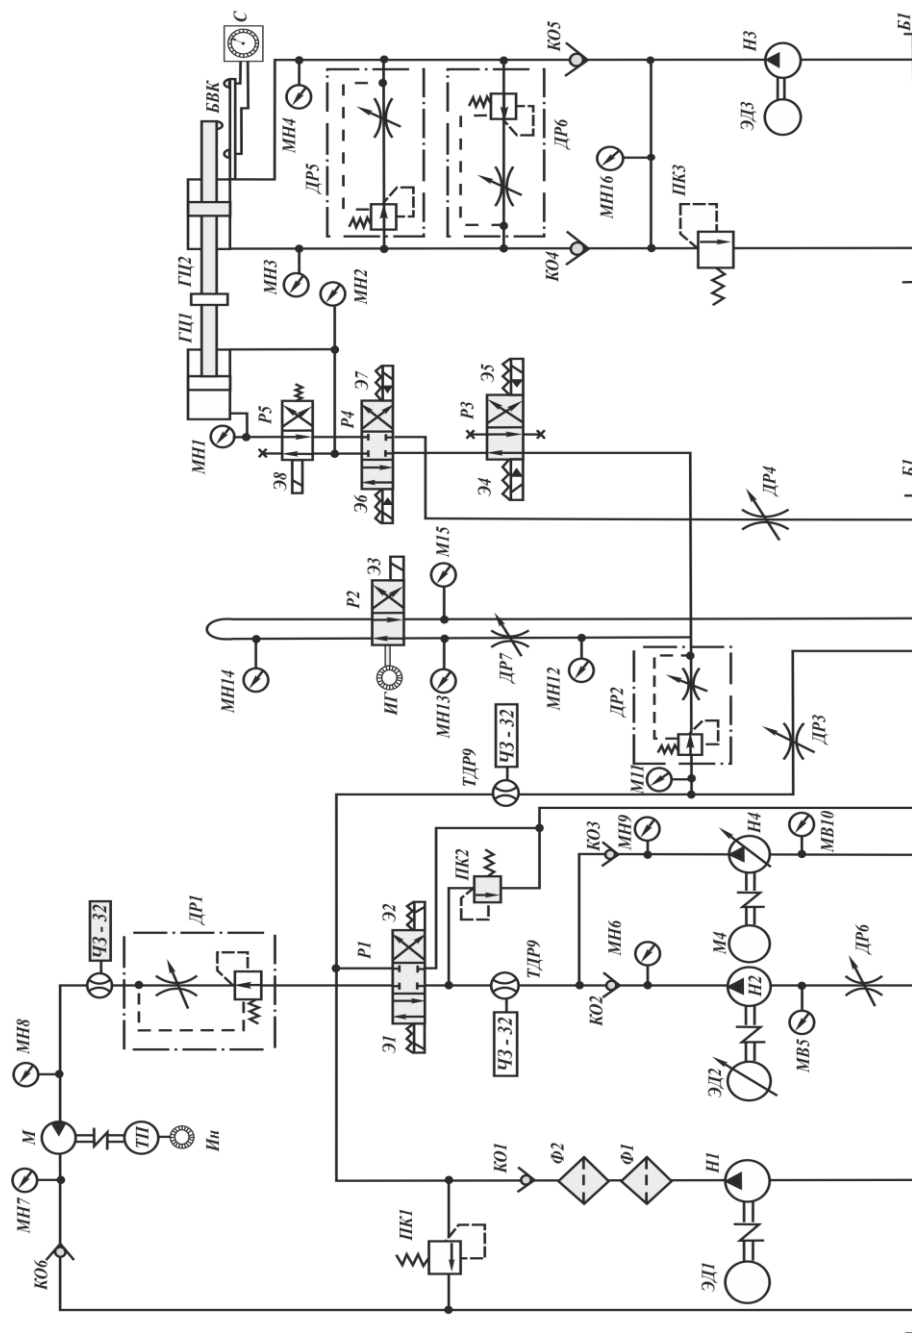 С
БВК
ГЦ2
ГЦ1
МН4
ДР5
ДР6
КО5
Н3
ЭД3
Б1
МН16
ПК3
КО4
МН3
МН2
МН1
Р5
Э8
Э7
Р4
Э6
Э5
Р3
Э4
ДР4
Б1
М15
Э3
Р2
МН14
ИГ
МН13
ДР7
МН12
ДР2
ДР3
М11
ТДР9
ЧЗ - 32
КО3
МН9
Н4
МВ10
ПК2
М4
ЧЗ - 32
ДР1
Э2
Р1
Э1
ТДР9
ЧЗ - 32
МН6
КО2
Н2
ДР6
МВ5
ЭД2
МН8
М
ТП
Ин
МН7
КО6
КО1
Ф2
Ф1
Н1
ПК1
ЭД1